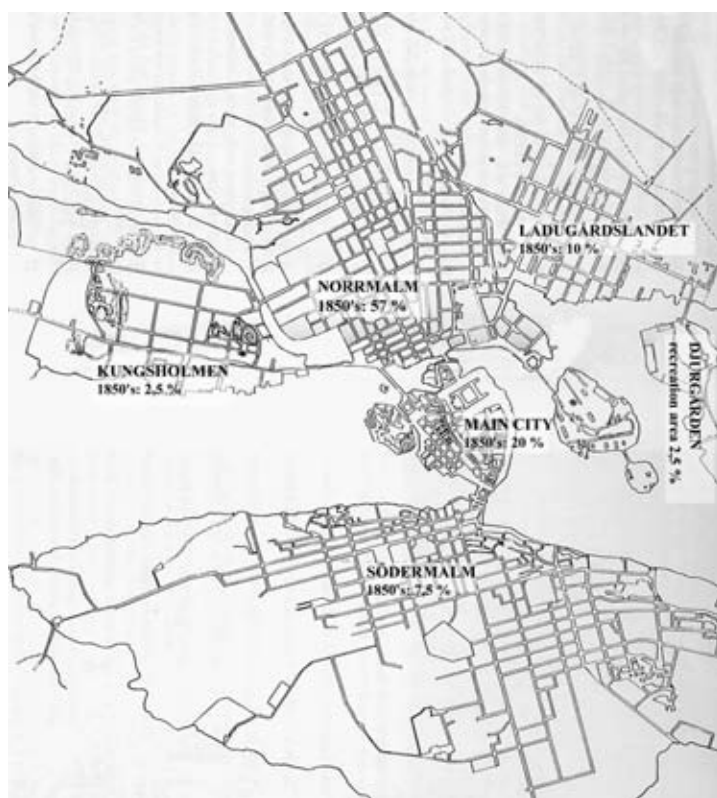 LADUGÅRDSLANDET
1850's: 10 %
NORRMALM
1850's: 57 %
KUNGSHOLMEN
1850's: 2,5 %
DJURGÅRDEN
recreation area 2,5 %
MAIN CITY
1850's: 20 %
SÖDERMALM
1850's: 7,5 %